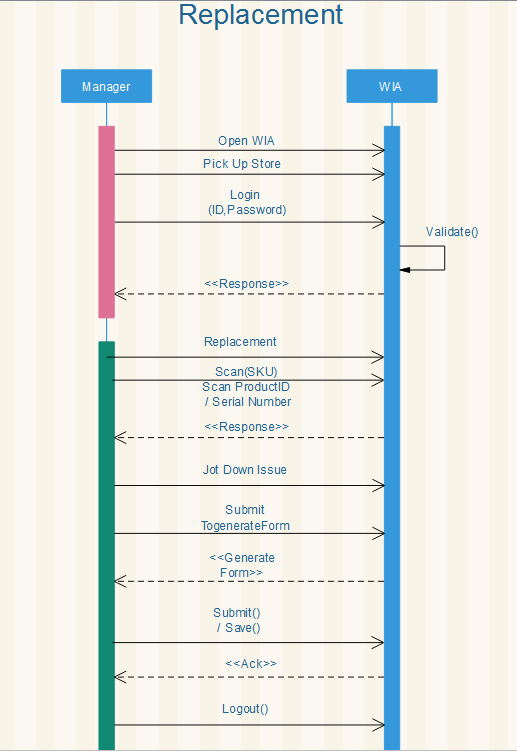 Replacement
Manager
WIA
Open WIA
Pick Up Store
Login
(ID,Password)
Validate()
<<Response>>
Replacement
Scan(SKU)
Scan ProductID
/ Serial Number
<<Response>>
Jot Down Issue
Submit
TogenerateForm
<<Generate
Form>>
Submit()
/ Save()
<<Ack>>
Logout()